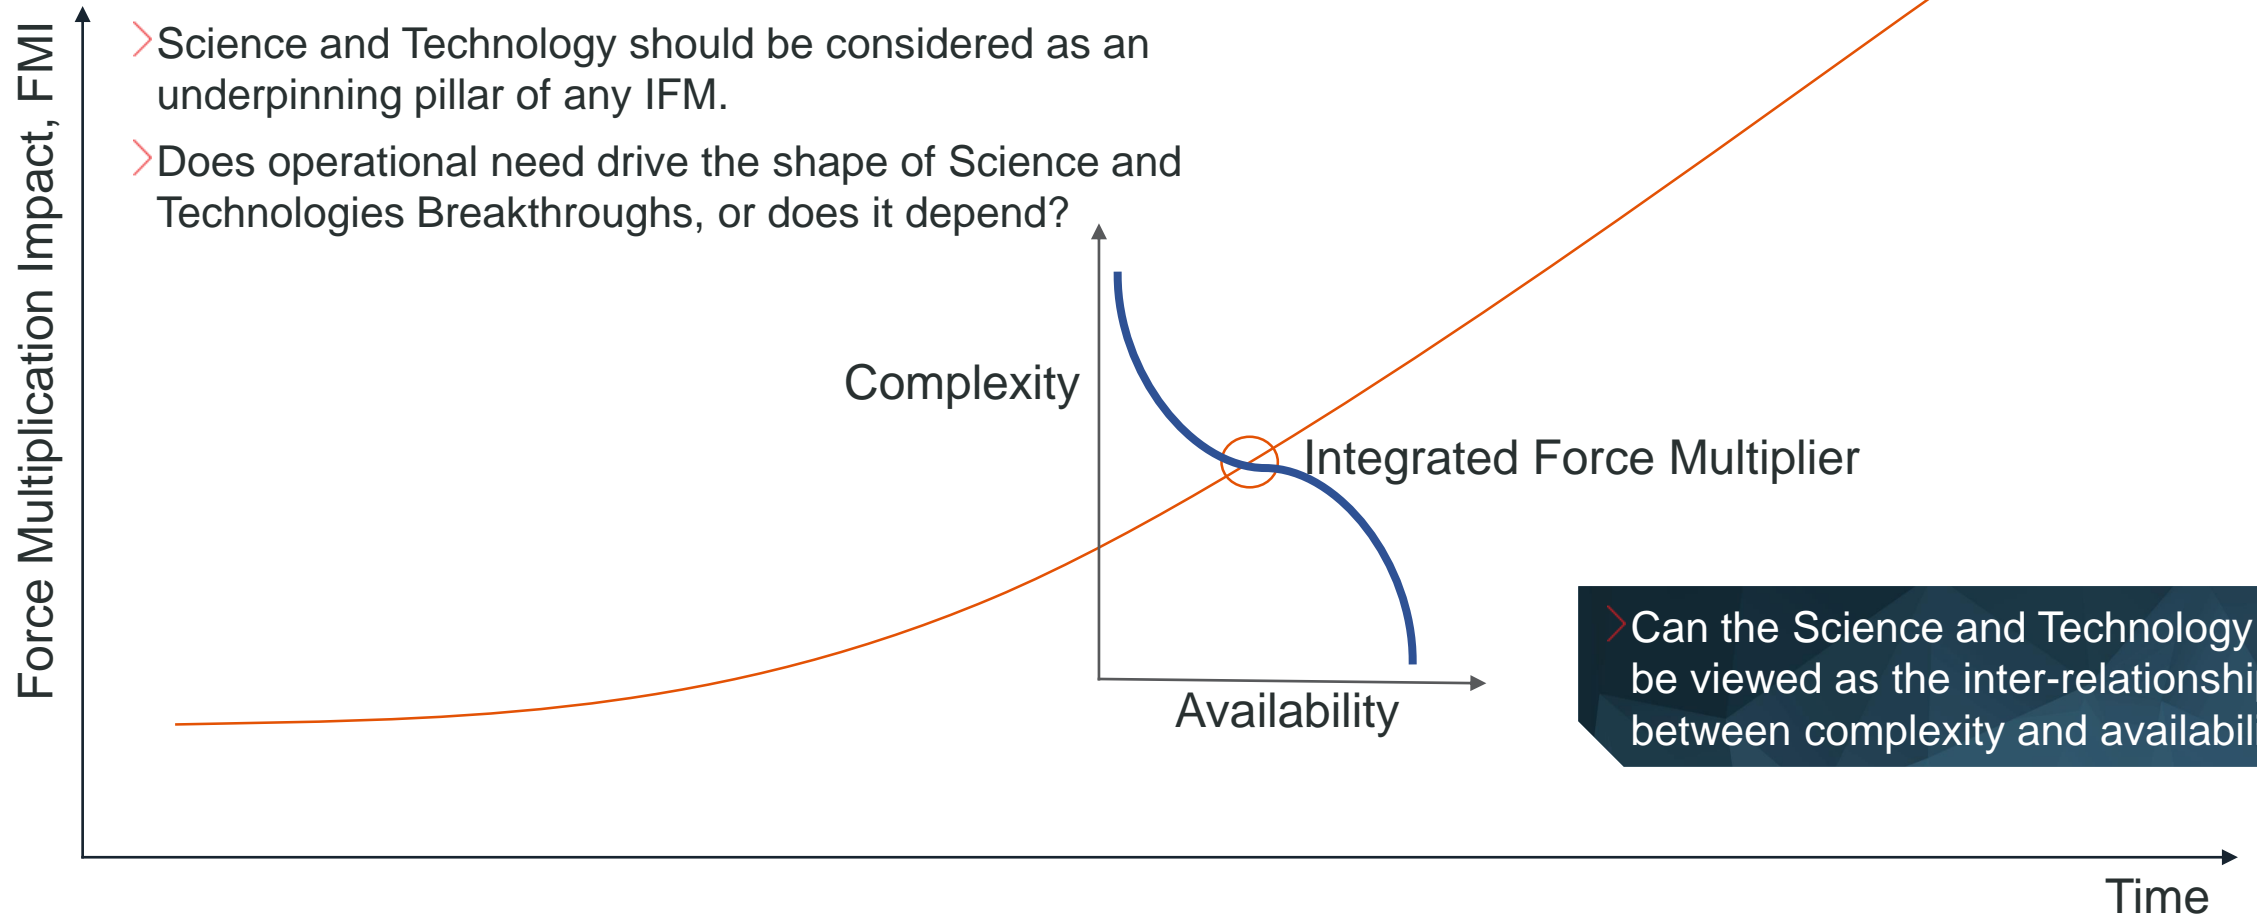 Force Multiplication Impact, FMI
Science and Technology should be considered as an
underpinning pillar of any IFM.
Does operational need drive the shape of Science and
Technologies Breakthroughs, or does it depend?
Complexity
Integrated Force Multiplier
Availability
Can the Science and Technology
be viewed as the inter-relationshi
between complexity and availabili
Time